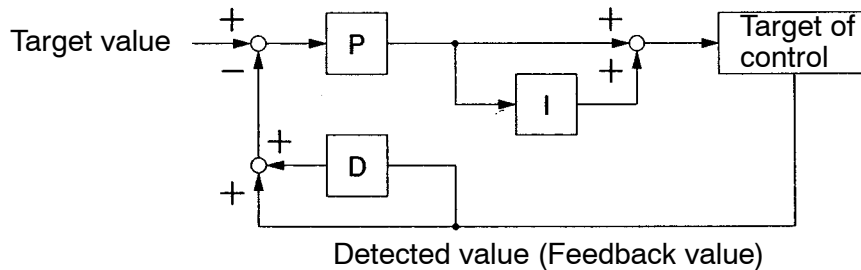 Target value
+
−
P
+
+
I
Target of
control
+
+
D
Detected value (Feedback value)